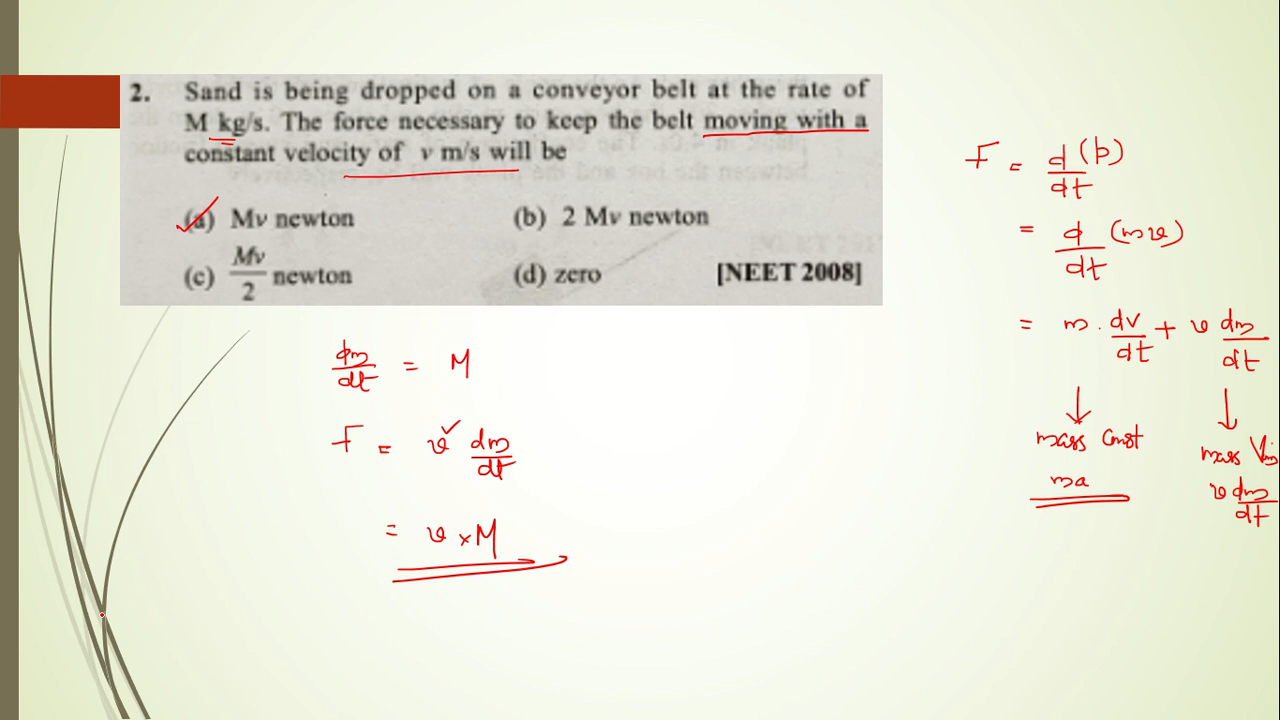 2. Sand is being dropped on a conveyor belt at the rate of
M kg/s. The force necessary to keep the belt moving with a
constant velocity of v m/s will be
(a) Mv newton (b) 2 Mv newton
(c) Mv/2 newton (d) zero [NEET 2008]
dm/dt = M
F = v dm/dt
= v × M
F = d/dt (p)
= d/dt (mv)
= m . dv/dt + v dm/dt
↓ ↓
mass const mass
ma v dm/dt